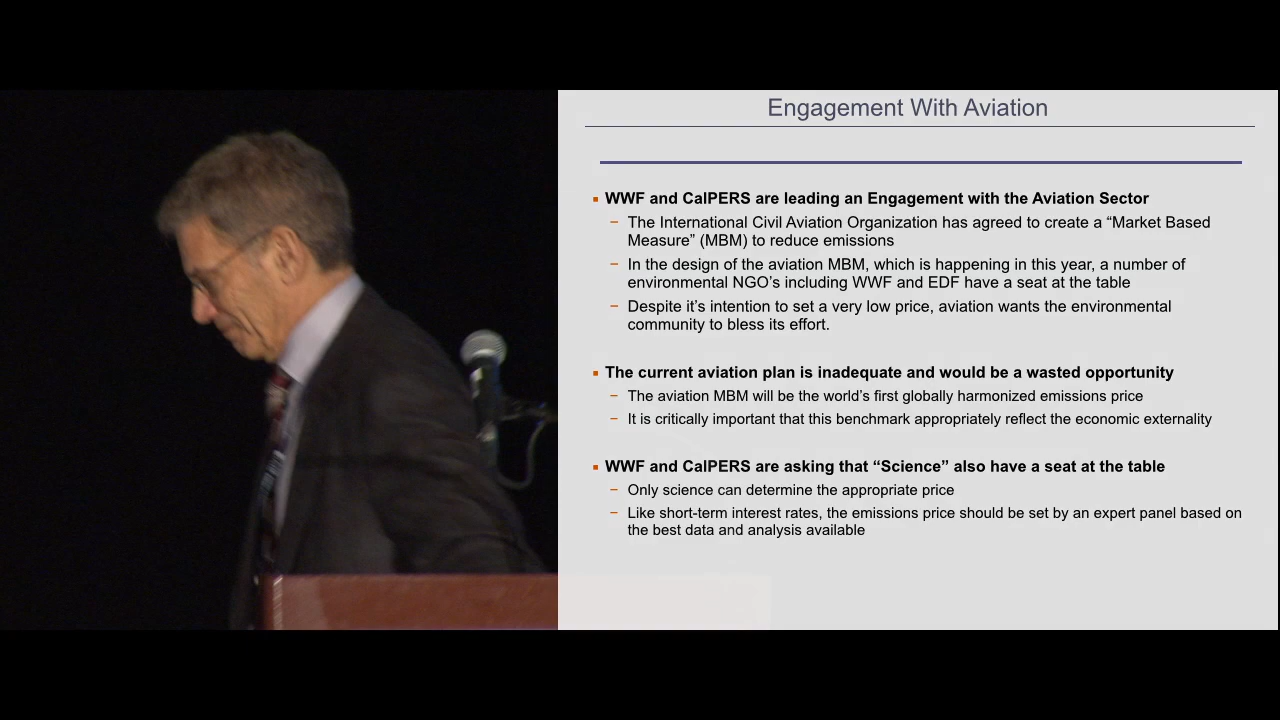 Engagement With Aviation
▪ WWF and CalPERS are leading an Engagement with the Aviation Sector
– The International Civil Aviation Organization has agreed to create a “Market Based
Measure” (MBM) to reduce emissions
– In the design of the aviation MBM, which is happening in this year, a number of
environmental NGO’s including WWF and EDF have a seat at the table
– Despite it’s intention to set a very low price, aviation wants the environmental
community to bless its effort.
▪ The current aviation plan is inadequate and would be a wasted opportunity
– The aviation MBM will be the world’s first globally harmonized emissions price
– It is critically important that this benchmark appropriately reflect the economic externality
▪ WWF and CalPERS are asking that “Science” also have a seat at the table
– Only science can determine the appropriate price
– Like short-term interest rates, the emissions price should be set by an expert panel based on
the best data and analysis available